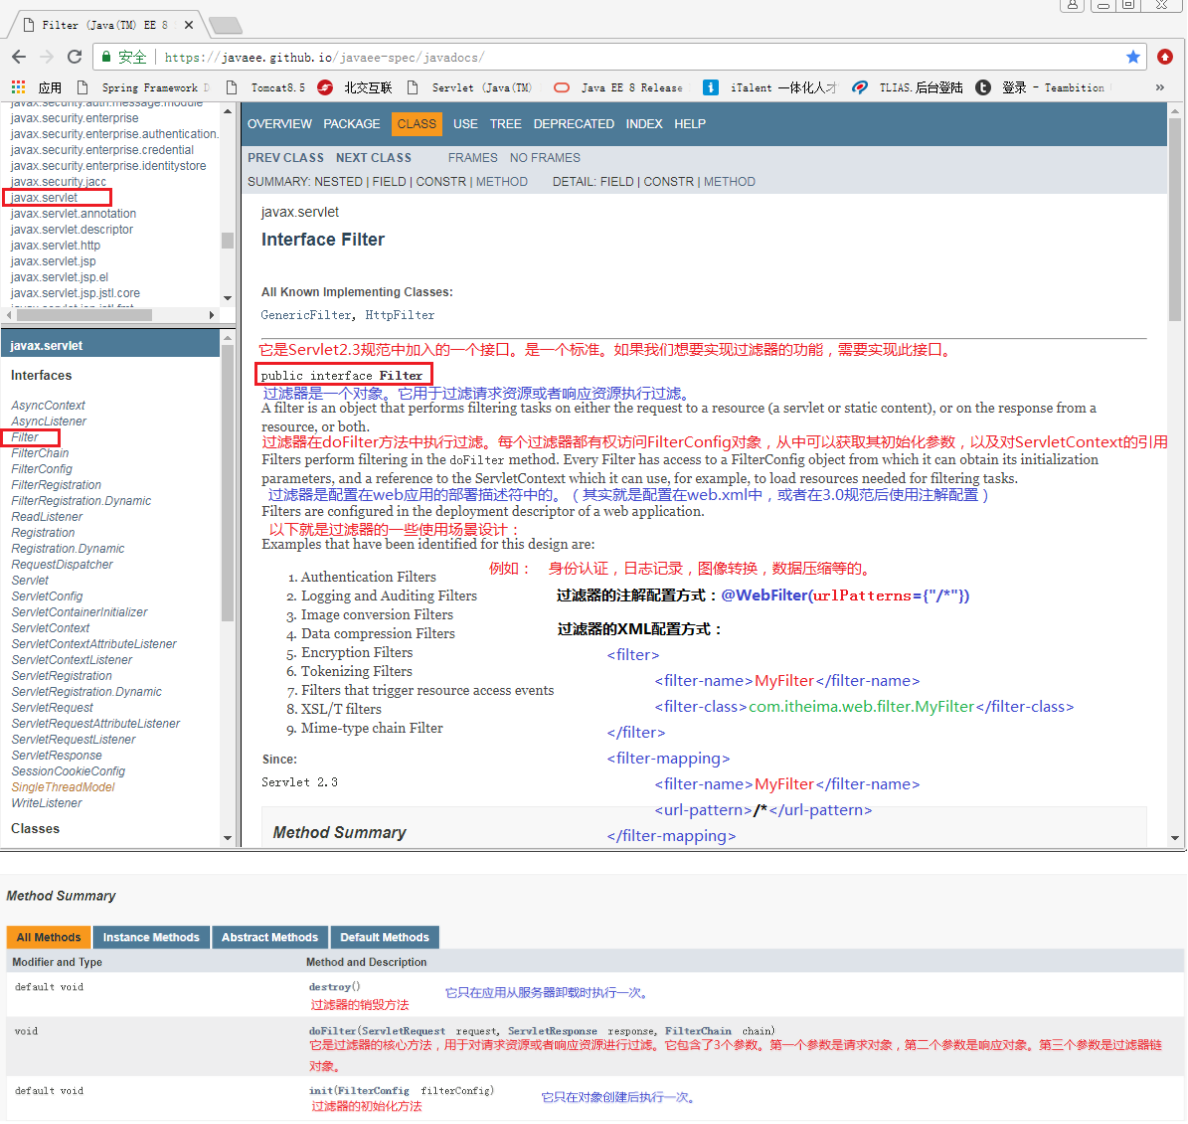 Filter (Java(TM) EE 8
安全 | https://javaee.github.io/javaee-spec/javadocs/
应用 Spring Framework D Tomcat8.5 北交互联 Servlet (Java(TM) Java EE 8 Release iTalent 一体化人才 TLIAS.后台登陆 登录 - Teambition »
javax.security.auth.message.module
javax.security.enterprise
javax.security.enterprise.authentication.
javax.security.enterprise.credential
javax.security.enterprise.identitystore
javax.security.jacc
javax.servlet
javax.servlet.annotation
javax.servlet.descriptor
javax.servlet.http
javax.servlet.jsp
javax.servlet.jsp.el
javax.servlet.jsp.jstl.core
javax.servlet
Interfaces
AsyncContext
AsyncListener
Filter
FilterChain
FilterConfig
FilterRegistration
FilterRegistration.Dynamic
ReadListener
Registration
Registration.Dynamic
RequestDispatcher
Servlet
ServletConfig
ServletContainerInitializer
ServletContext
ServletContextAttributeListener
ServletContextListener
ServletRegistration
ServletRegistration.Dynamic
ServletRequest
ServletRequestAttributeListener
ServletRequestListener
ServletResponse
SessionCookieConfig
SingleThreadModel
WriteListener
Classes
OVERVIEW PACKAGE CLASS USE TREE DEPRECATED INDEX HELP
PREV CLASS NEXT CLASS FRAMES NO FRAMES
SUMMARY: NESTED | FIELD | CONSTR | METHOD DETAIL: FIELD | CONSTR | METHOD
javax.servlet
Interface Filter
All Known Implementing Classes:
GenericFilter, HttpFilter
它是Servlet2.3规范中加入的一个接口。是一个标准。如果我们想要实现过滤器的功能，需要实现此接口。
public interface Filter
过滤器是一个对象。它用于过滤请求资源或者响应资源执行过滤。
A filter is an object that performs filtering tasks on either the request to a resource (a servlet or static content), or on the response from a
resource, or both.
过滤器在doFilter方法中执行过滤。每个过滤器都有权访问FilterConfig对象，从中可以获取其初始化参数，以及对ServletContext的引用
Filters perform filtering in the doFilter method. Every Filter has access to a FilterConfig object from which it can obtain its initialization
parameters, and a reference to the ServletContext which it can use, for example, to load resources needed for filtering tasks.
过滤器是配置在web应用的部署描述符中的。（其实就是配置在web.xml中，或者在3.0规范后使用注解配置）
Filters are configured in the deployment descriptor of a web application.
以下就是过滤器的一些使用场景设计：
Examples that have been identified for this design are:
例如： 身份认证，日志记录，图像转换，数据压缩等的。
1. Authentication Filters
2. Logging and Auditing Filters
3. Image conversion Filters
4. Data compression Filters
5. Encryption Filters
6. Tokenizing Filters
7. Filters that trigger resource access events
8. XSL/T filters
9. Mime-type chain Filter
Since:
Servlet 2.3
Method Summary
过滤器的注解配置方式：@WebFilter(urlPatterns={"/*"})
过滤器的XML配置方式：
<filter>
<filter-name>MyFilter</filter-name>
<filter-class>com.itheima.web.filter.MyFilter</filter-class>
</filter>
<filter-mapping>
<filter-name>MyFilter</filter-name>
<url-pattern>/*</url-pattern>
</filter-mapping>
Method Summary
All Methods Instance Methods Abstract Methods Default Methods
Modifier and Type Method and Description
default void destroy() 它只在应用从服务器卸载时执行一次。
过滤器的销毁方法
void doFilter(ServletRequest request, ServletResponse response, FilterChain chain)
它是过滤器的核心方法，用于对请求资源或者响应资源进行过滤。它包含了3个参数。第一个参数是请求对象，第二个参数是响应对象。第三个参数是过滤器链
对象。
default void init(FilterConfig filterConfig) 它只在对象创建后执行一次。
过滤器的初始化方法